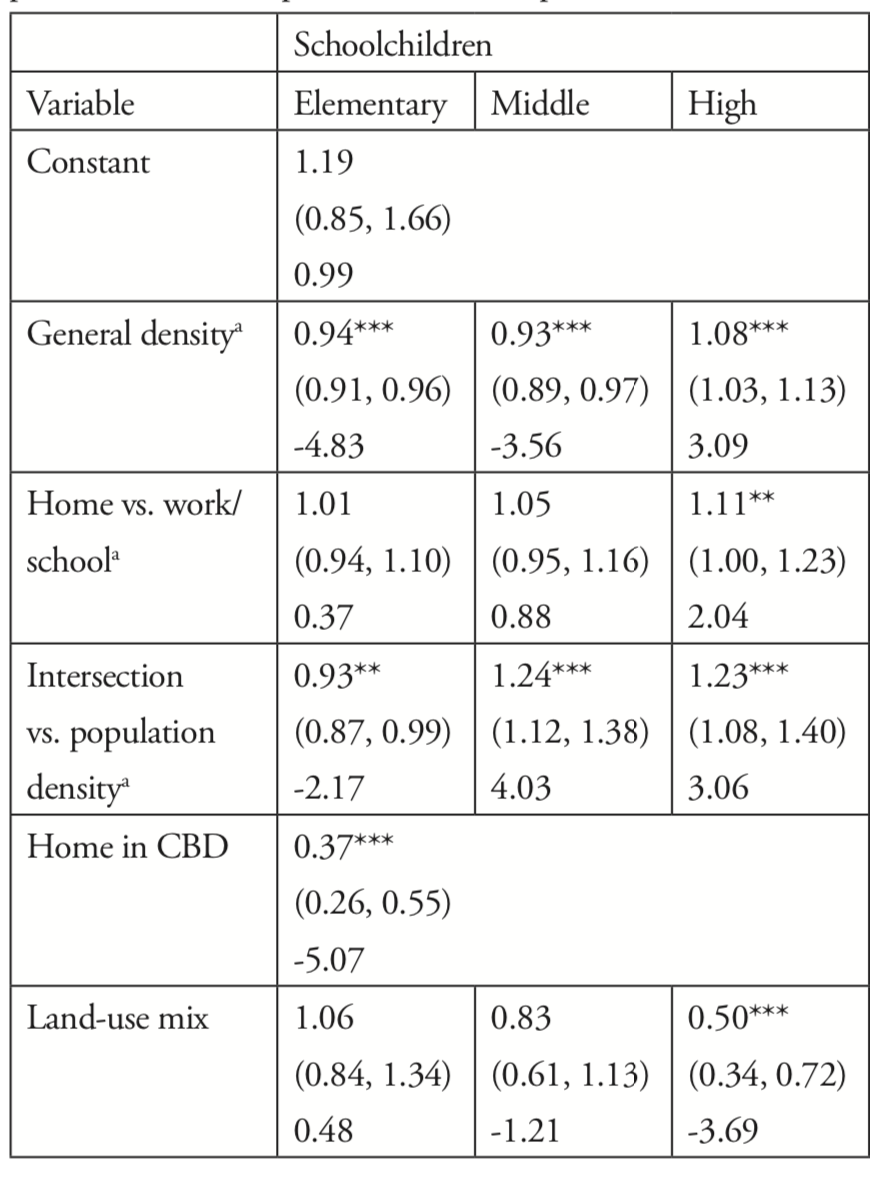 Schoolchildren
Variable Elementary Middle High
Constant 1.19
(0.85, 1.66)
0.99
General densityᵃ 0.94*** 0.93*** 1.08***
(0.91, 0.96) (0.89, 0.97) (1.03, 1.13)
-4.83 -3.56 3.09
Home vs. work/ 1.01 1.05 1.11**
schoolᵃ (0.94, 1.10) (0.95, 1.16) (1.00, 1.23)
0.37 0.88 2.04
Intersection 0.93** 1.24*** 1.23***
vs. population (0.87, 0.99) (1.12, 1.38) (1.08, 1.40)
densityᵃ -2.17 4.03 3.06
Home in CBD 0.37***
(0.26, 0.55)
-5.07
Land-use mix 1.06 0.83 0.50***
(0.84, 1.34) (0.61, 1.13) (0.34, 0.72)
0.48 -1.21 -3.69